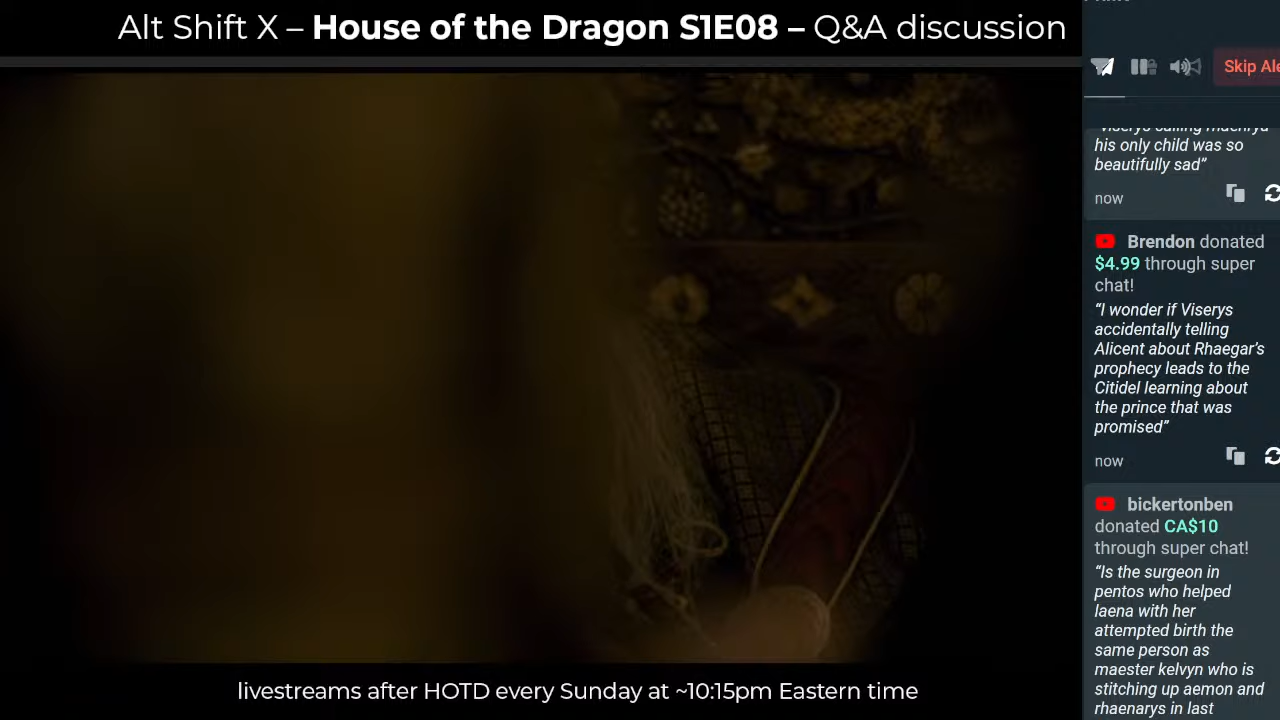 Alt Shift X – House of the Dragon S1E08 – Q&A discussion
Skip Ale
his only child was so
beautifully sad”
now
Brendon donated
$4.99 through super
chat!
“I wonder if Viserys
accidentally telling
Alicent about Rhaegar’s
prophecy leads to the
Citidel learning about
the prince that was
promised”
now
bickertonben
donated CA$10
through super chat!
“Is the surgeon in
pentos who helped
laena with her
attempted birth the
same person as
maester kelvyn who is
stitching up aemon and
rhaenarys in last
livestreams after HOTD every Sunday at ~10:15pm Eastern time